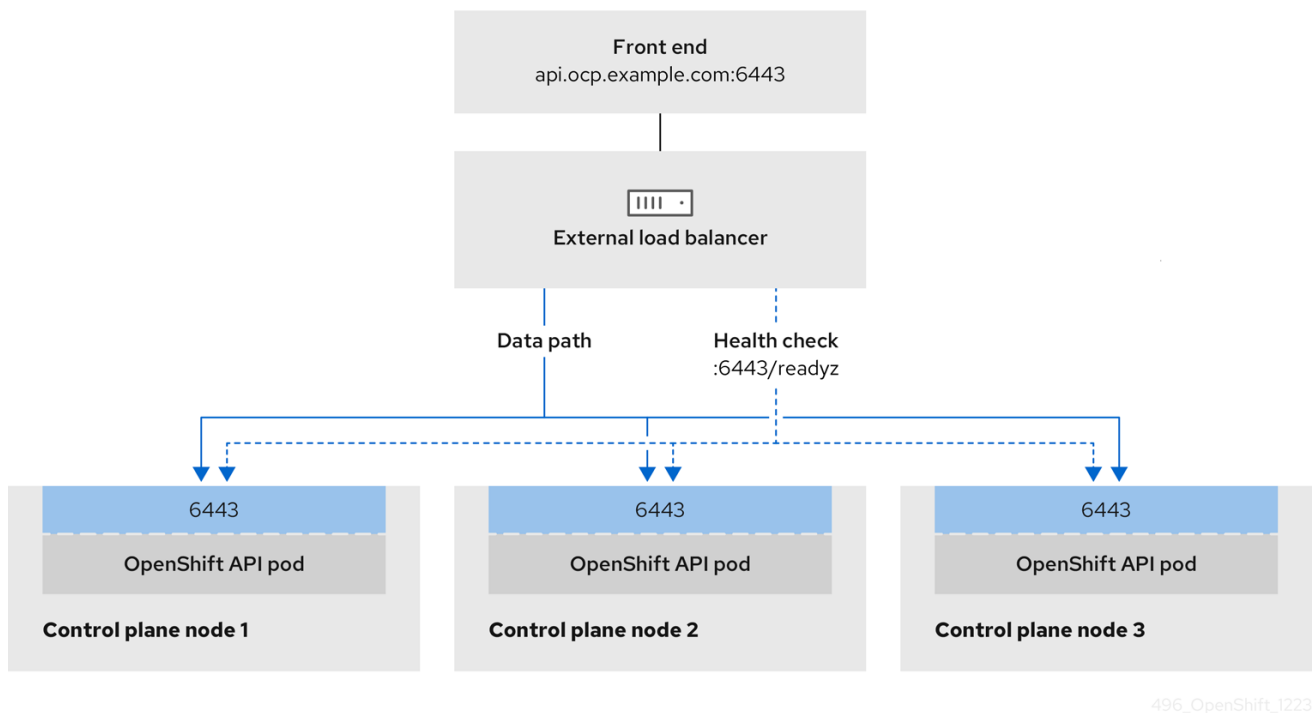 Front end
api.ocp.example.com:6443
External load balancer
Data path
Health check
:6443/readyz
6443
OpenShift API pod
Control plane node 1
6443
OpenShift API pod
Control plane node 2
6443
OpenShift API pod
Control plane node 3
496_OpenShift_1223